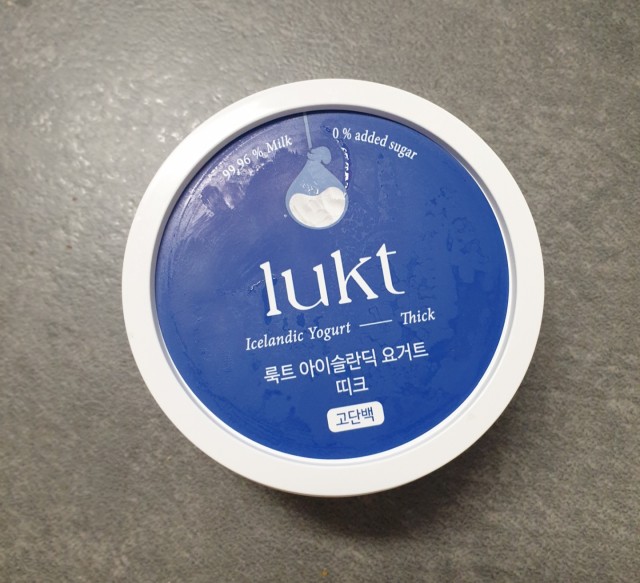 99.96 % Milk
0 % added sugar
lukt
Icelandic Yogurt — Thick
룩트 아이슬란딕 요거트
띠크
고단백